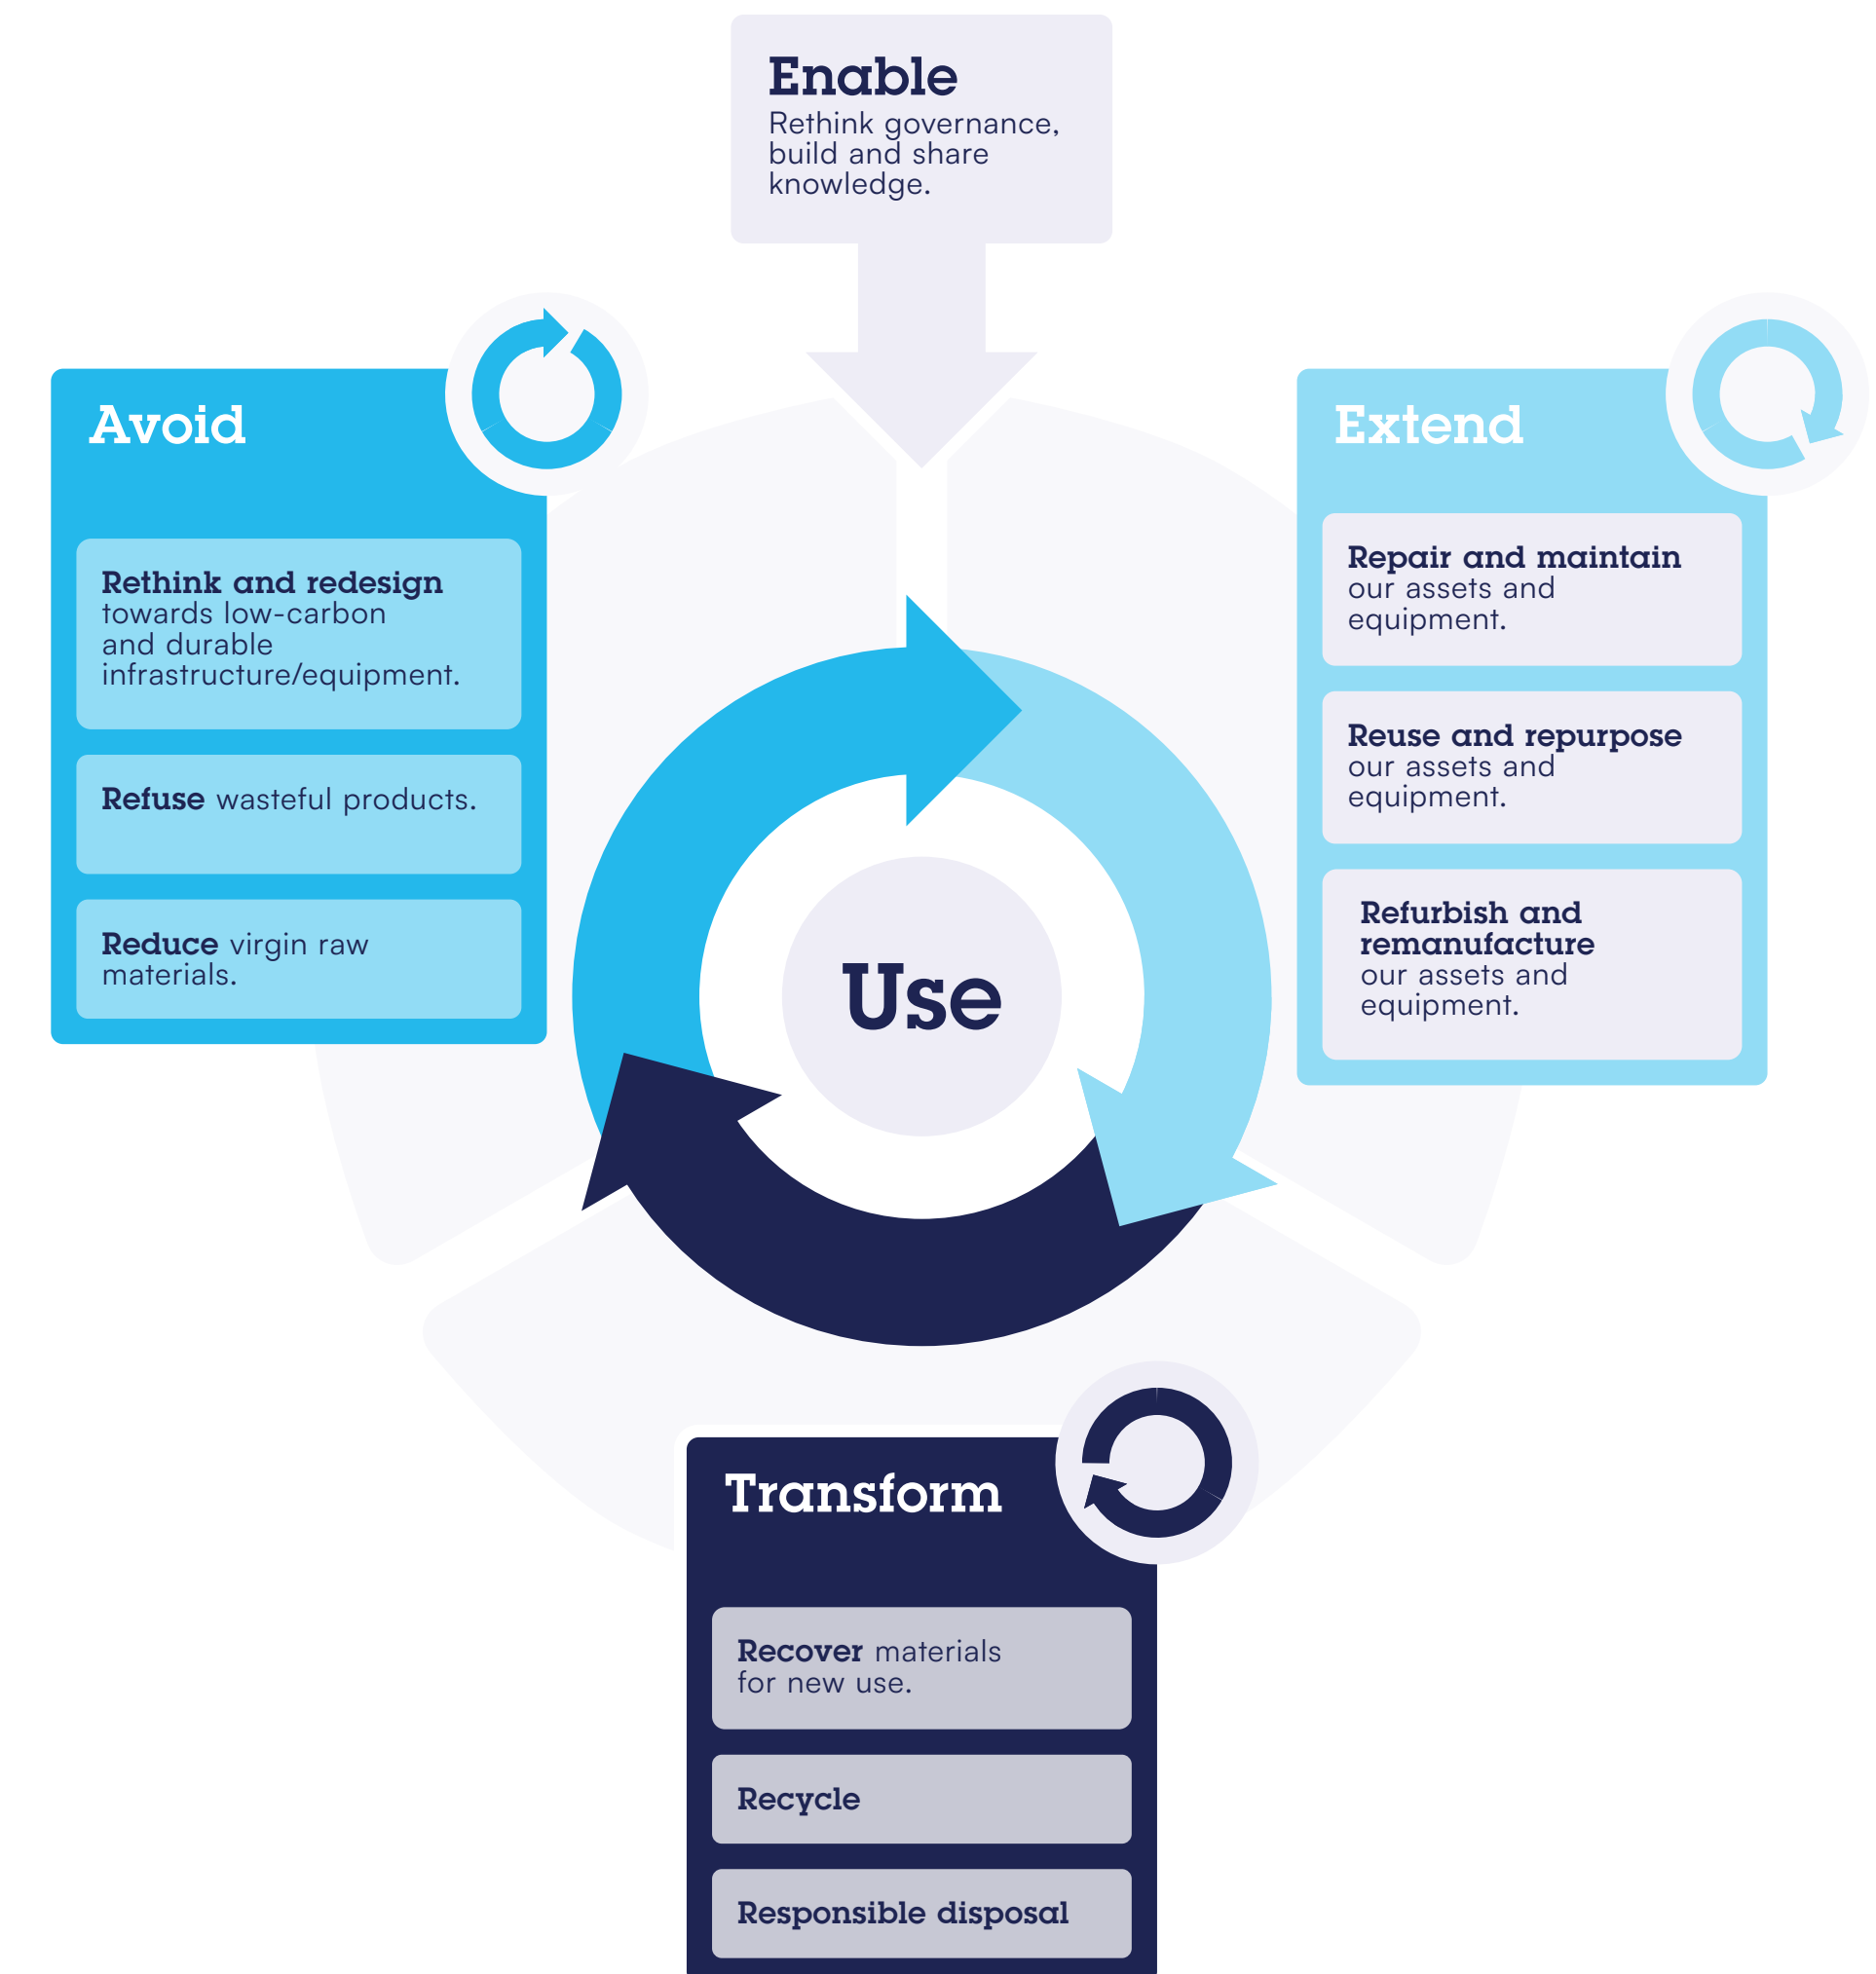 Enable
Rethink governance,
build and share
knowledge.
Avoid
Rethink and redesign
towards low-carbon
and durable
infrastructure/equipment.
Refuse wasteful products.
Reduce virgin raw
materials.
Extend
Repair and maintain
our assets and
equipment.
Reuse and repurpose
our assets and
equipment.
Refurbish and
remanufacture
our assets and
equipment.
Use
Transform
Recover materials
for new use.
Recycle
Responsible disposal